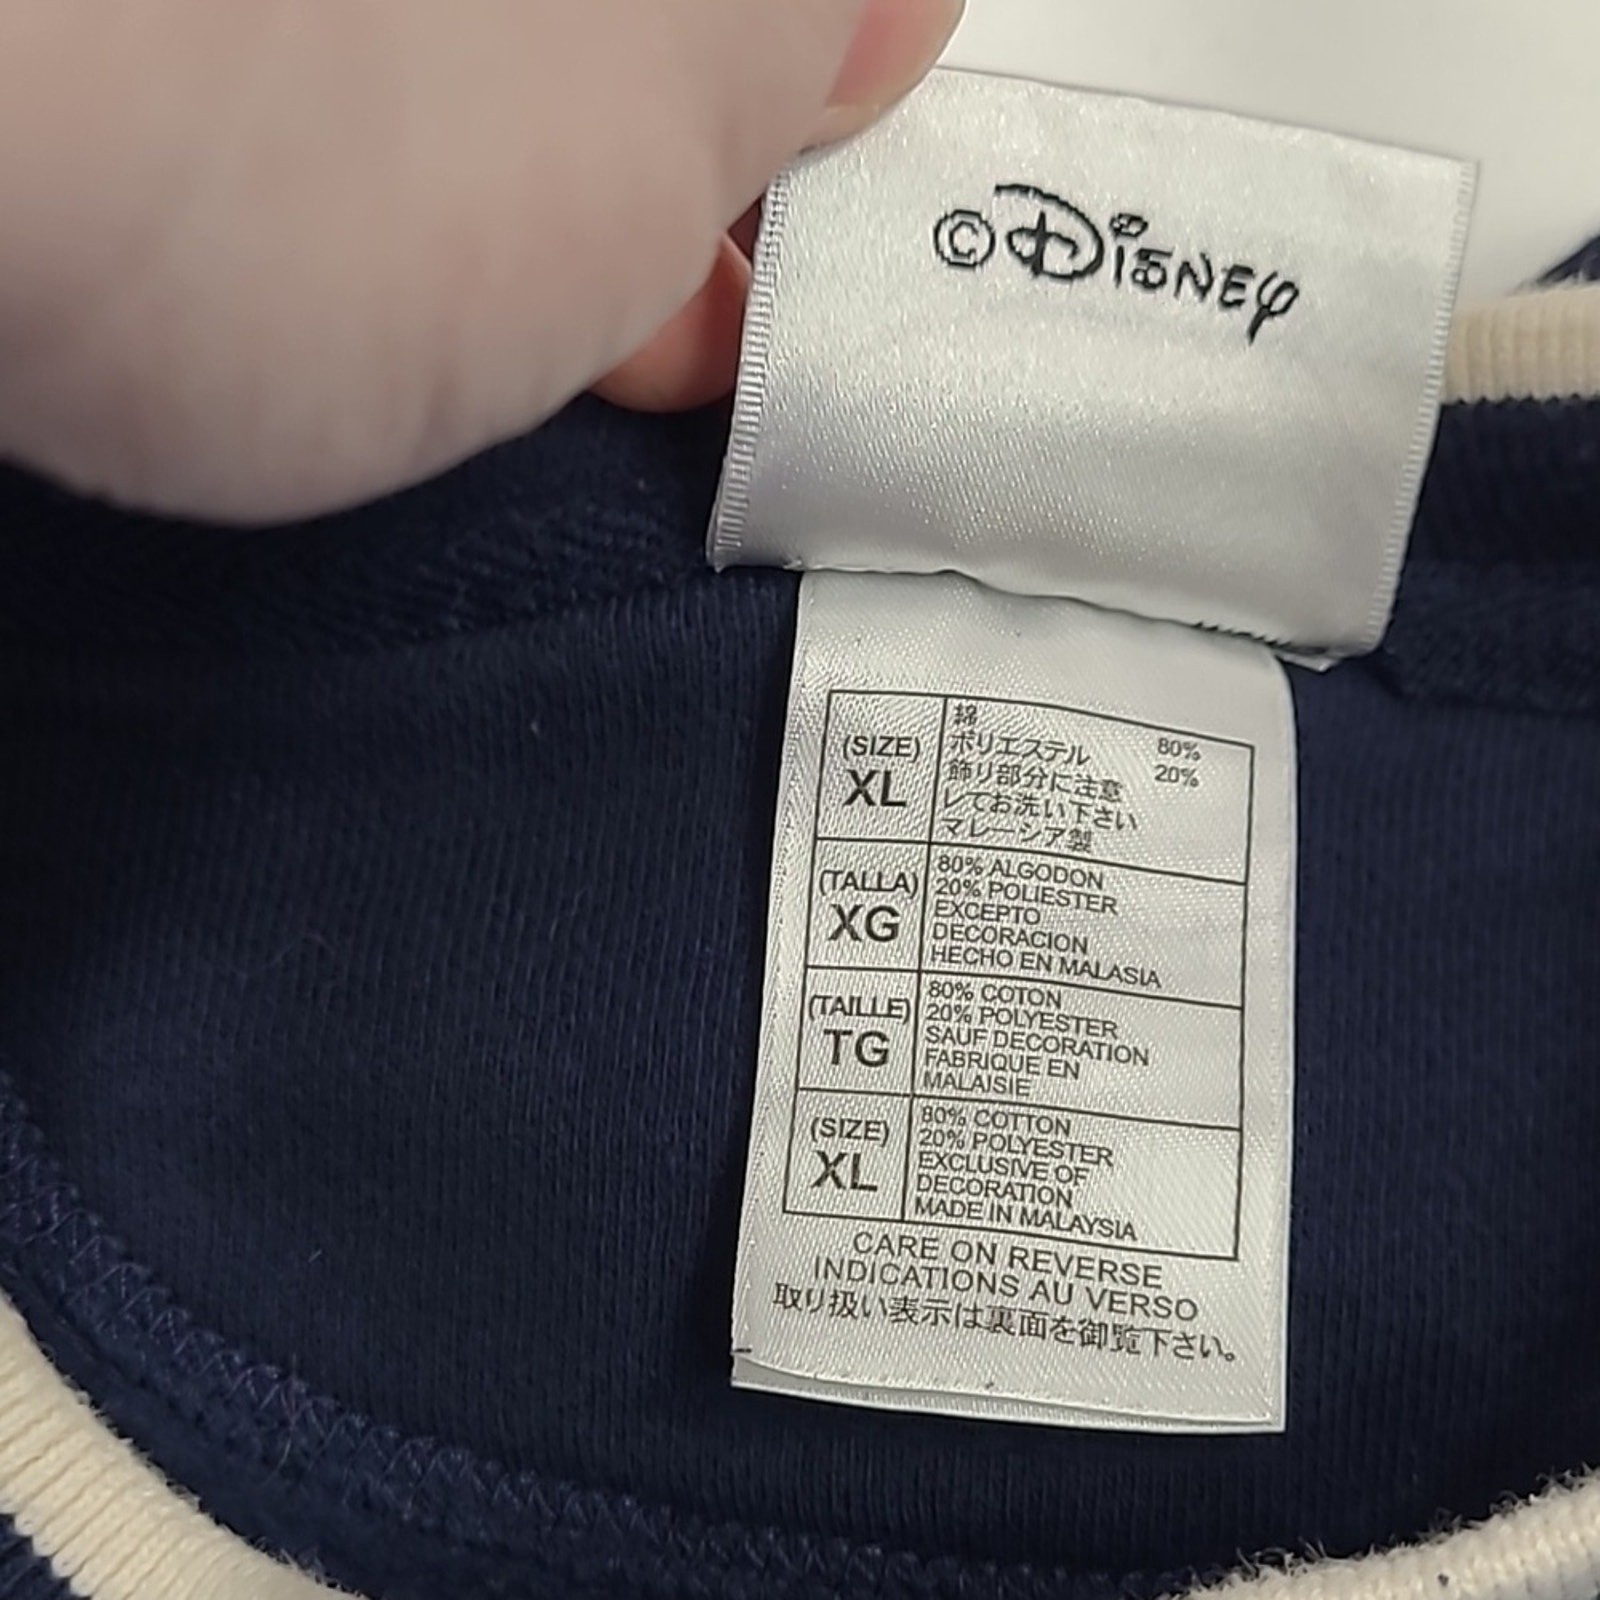 ©Disney
(SIZE)
XL
綿 80%
ポリエステル 20%
飾り部分に注意
してお洗い下さい
マレーシア製
(TALLA)
XG
80% ALGODON
20% POLIESTER
EXCEPTO
DECORACION
HECHO EN MALASIA
(TAILLE)
TG
80% COTON
20% POLYESTER
SAUF DECORATION
FABRIQUE EN
MALAISIE
(SIZE)
XL
80% COTTON
20% POLYESTER
EXCLUSIVE OF
DECORATION
MADE IN MALAYSIA
CARE ON REVERSE
INDICATIONS AU VERSO
取り扱い表示は裏面を御覧下さい。